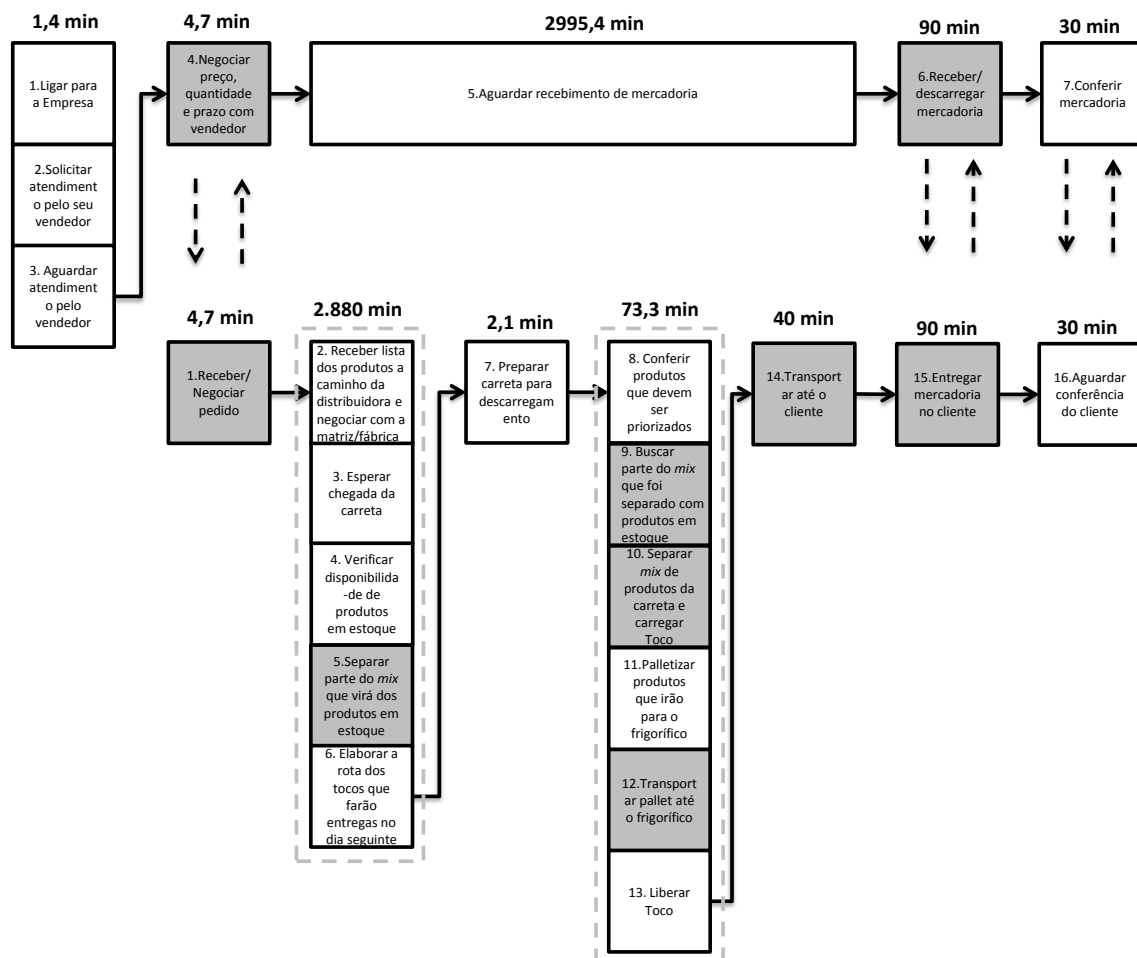 1,4 min
4,7 min
2995,4 min
90 min
30 min
1.Ligar para
a Empresa
2.Solicitar
atendiment
o pelo seu
vendedor
3. Aguardar
atendiment
o pelo
vendedor
4.Negociar
preço,
quantidade
e prazo com
vendedor
5.Aguardar recebimento de mercadoria
6.Receber/
descarregar
mercadoria
7.Conferir
mercadoria
4,7 min
2.880 min
2,1 min
73,3 min
40 min
90 min
30 min
1.Receber/
Negociar
pedido
2. Receber lista
dos produtos a
caminho da
distribuidora e
negociar com a
matriz/fábrica
3. Esperar
chegada da
carreta
4. Verificar
disponibilida
-de de
produtos
em estoque
5.Separar
parte do mix
que virá dos
produtos em
estoque
6. Elaborar a
rota dos
tocos que
farão
entregas no
dia seguinte
7. Preparar
carreta para
descarregam
ento
8. Conferir
produtos
que devem
ser
priorizados
9. Buscar
parte do mix
que foi
separado com
produtos em
estoque
10. Separar
mix de
produtos da
carreta e
carregar
Toco
11.Palletizar
produtos
que irão
para o
frigorífico
12.Transport
ar pallet até
o frigorífico
13. Liberar
Toco
14.Transport
ar até o
cliente
15.Entregar
mercadoria
no cliente
16.Aguardar
conferência
do cliente